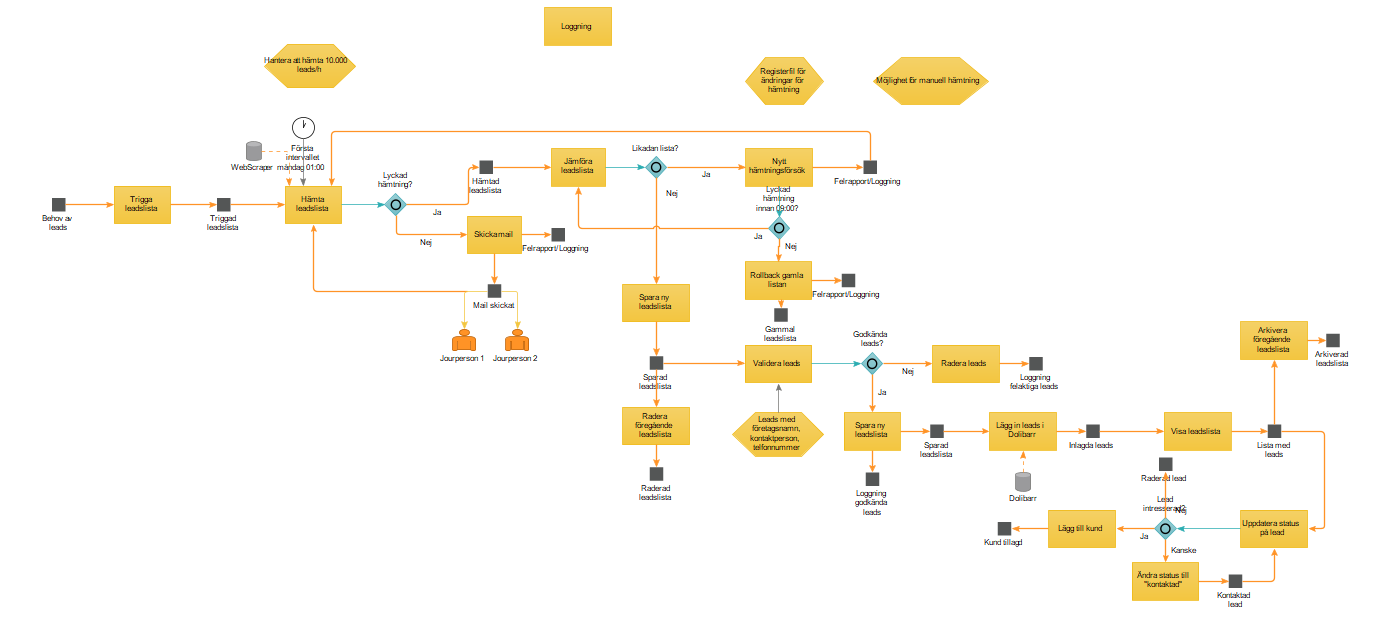 Loggning
Hantera att hämta 10.000
leads/h
Registerfil för
ändringar för
hämtning
Möjlighet för manuell hämtning
WebScraper
Första
intervallet
måndag 01:00
Behov av
leads
Trigga
leadslista
Triggad
leadslista
Hämta
leadslista
Lyckad
hämtning?
Ja
Nej
Hämtad
leadslista
Skicka mail
Felrapport/Loggning
Mail skickat
Jourperson 1
Jourperson 2
Jämföra
leadslista
Likadan lista?
Ja
Nej
Nytt
hämtningsförsök
Felrapport/Loggning
Lyckad
hämtning
innan 09:00?
Ja
Nej
Rollback gamla
listan
Felrapport/Loggning
Gammal
leadslista
Spara ny
leadslista
Sparad
leadslista
Radera
föregående
leadslista
Raderad
leadslista
Validera leads
Leads med
företagsnamn,
kontaktperson,
telfonnummer
Godkända
leads?
Nej
Ja
Radera leads
Loggning
felaktiga leads
Spara ny
leadslista
Loggning
godkända
leads
Sparad
leadslista
Lägg in leads i
Dolibarr
Dolibarr
Inlagda leads
Visa leadslista
Lista med
leads
Arkivera
föregående
leadslista
Arkiverad
leadslista
Uppdatera status
på lead
Raderad lead
Lead
intresserad?
Nej
Ja
Kanske
Lägg till kund
Kund tillagd
Ändra status till
"kontaktad"
Kontaktad
lead